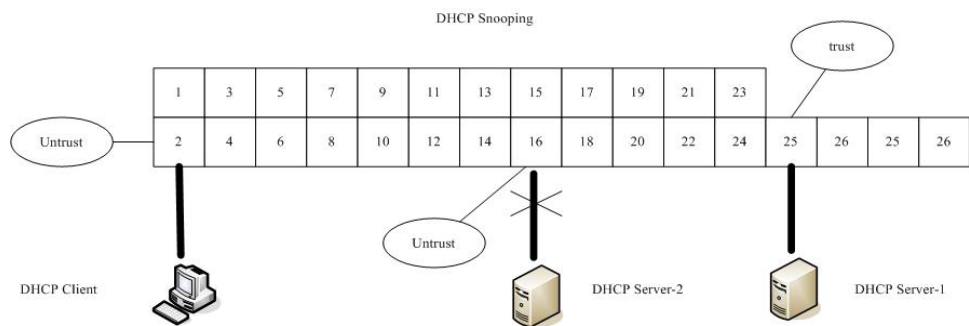 DHCP Snooping
trust
1 3 5 7 9 11 13 15 17 19 21 23
Untrust
2 4 6 8 10 12 14 16 18 20 22 24 25 26 25 26
Untrust
DHCP Client
DHCP Server-2
DHCP Server-1